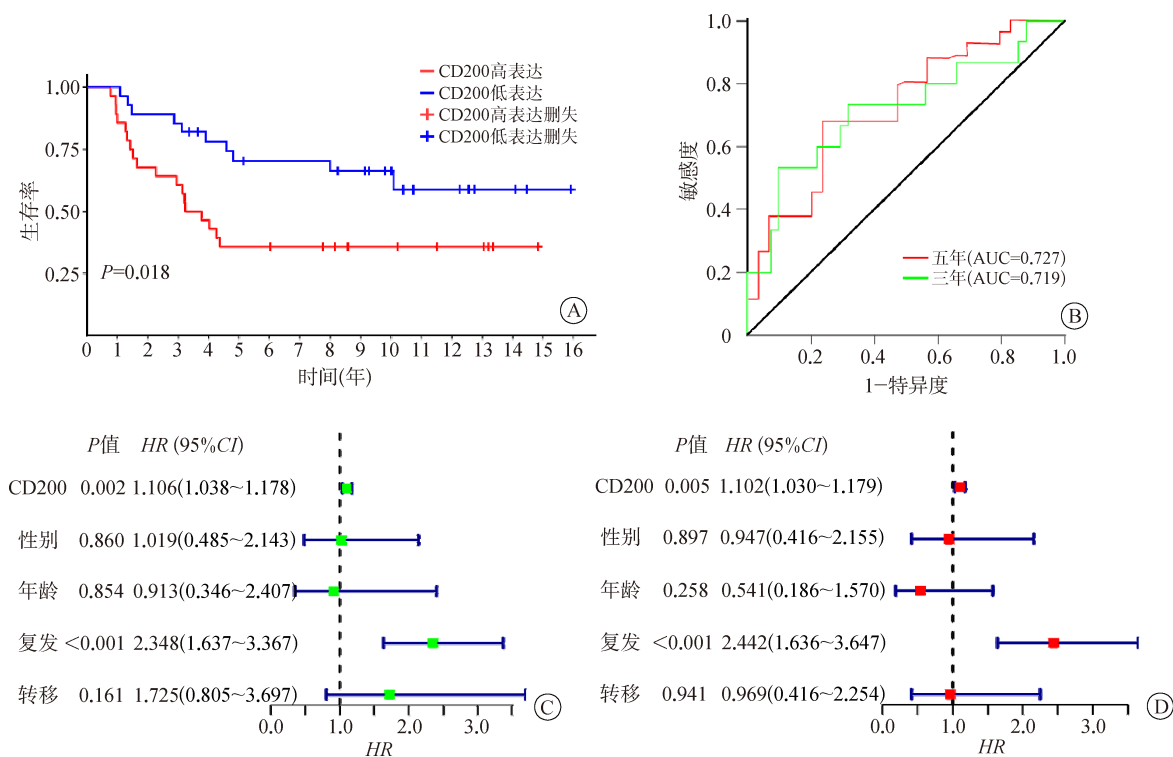 CD200高表达
CD200低表达
CD200高表达删失
CD200低表达删失
1.00
0.75
0.50
0.25
生存率
P=0.018
0 1 2 3 4 5 6 7 8 9 10 11 12 13 14 15 16
时间(年)
A
1.0
0.8
0.6
0.4
0.2
0
敏感度
五年(AUC=0.727)
三年(AUC=0.719)
0.2 0.4 0.6 0.8 1.0
1-特异度
B
P值 HR (95%CI)
CD200 0.002 1.106(1.038~1.178)
性别 0.860 1.019(0.485~2.143)
年龄 0.854 0.913(0.346~2.407)
复发 <0.001 2.348(1.637~3.367)
转移 0.161 1.725(0.805~3.697)
0.0 1.0 2.0 3.0
HR
C
P值 HR (95%CI)
CD200 0.005 1.102(1.030~1.179)
性别 0.897 0.947(0.416~2.155)
年龄 0.258 0.541(0.186~1.570)
复发 <0.001 2.442(1.636~3.647)
转移 0.941 0.969(0.416~2.254)
0.0 1.0 2.0 3.0
HR
D